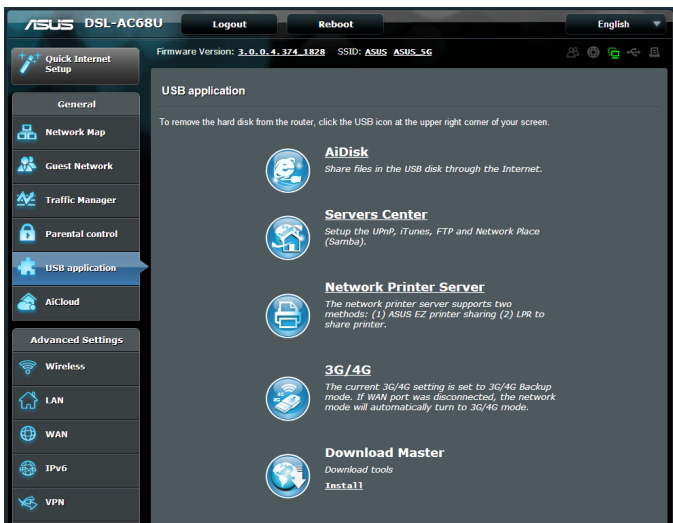 ASUS DSL-AC68U Logout Reboot English
Quick Internet
Setup
Firmware Version: 3.0.0.4.374_1828 SSID: ASUS ASUS_5G
General
Network Map
Guest Network
Traffic Manager
Parental control
USB application
AiCloud
Advanced Settings
Wireless
LAN
WAN
IPv6
VPN
USB application
To remove the hard disk from the router, click the USB icon at the upper right corner of your screen.
AiDisk
Share files in the USB disk through the Internet.
Servers Center
Setup the UPnP, iTunes, FTP and Network Place
(Samba).
Network Printer Server
The network printer server supports two
methods: (1) ASUS EZ printer sharing (2) LPR to
share printer.
3G/4G
The current 3G/4G setting is set to 3G/4G Backup
mode. If WAN port was disconnected, the network
mode will automatically turn to 3G/4G mode.
Download Master
Download tools
Install